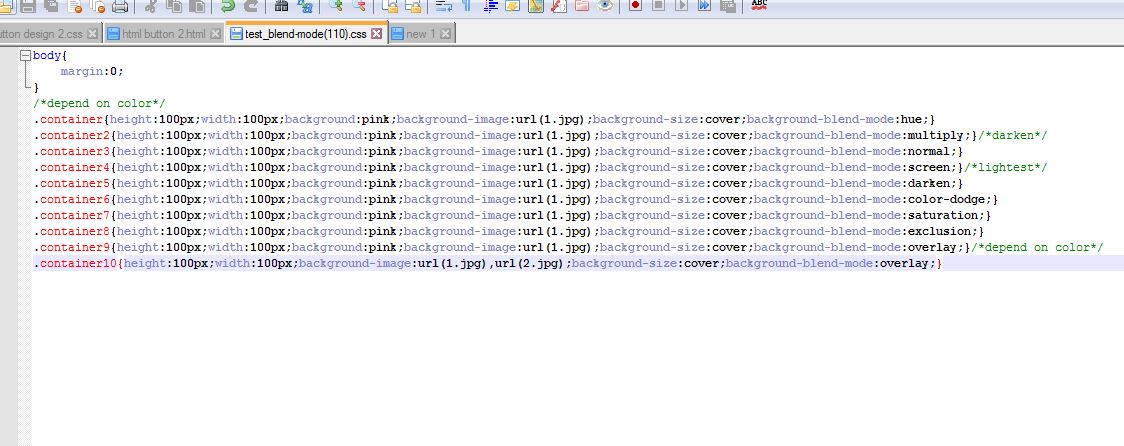 ABC
utton design 2.css
html button 2.html
test_blend-mode(110).css
new 1
body{
margin:0;
}
/*depend on color*/
.container{height:100px;width:100px;background:pink;background-image:url(1.jpg);background-size:cover;background-blend-mode:hue;}
.container2{height:100px;width:100px;background:pink;background-image:url(1.jpg);background-size:cover;background-blend-mode:multiply;}/*darken*/
.container3{height:100px;width:100px;background:pink;background-image:url(1.jpg);background-size:cover;background-blend-mode:normal;}
.container4{height:100px;width:100px;background:pink;background-image:url(1.jpg);background-size:cover;background-blend-mode:screen;}/*lightest*/
.container5{height:100px;width:100px;background:pink;background-image:url(1.jpg);background-size:cover;background-blend-mode:darken;}
.container6{height:100px;width:100px;background:pink;background-image:url(1.jpg);background-size:cover;background-blend-mode:color-dodge;}
.container7{height:100px;width:100px;background:pink;background-image:url(1.jpg);background-size:cover;background-blend-mode:saturation;}
.container8{height:100px;width:100px;background:pink;background-image:url(1.jpg);background-size:cover;background-blend-mode:exclusion;}
.container9{height:100px;width:100px;background:pink;background-image:url(1.jpg);background-size:cover;background-blend-mode:overlay;}/*depend on color*/
.container10{height:100px;width:100px;background-image:url(1.jpg),url(2.jpg);background-size:cover;background-blend-mode:overlay;}